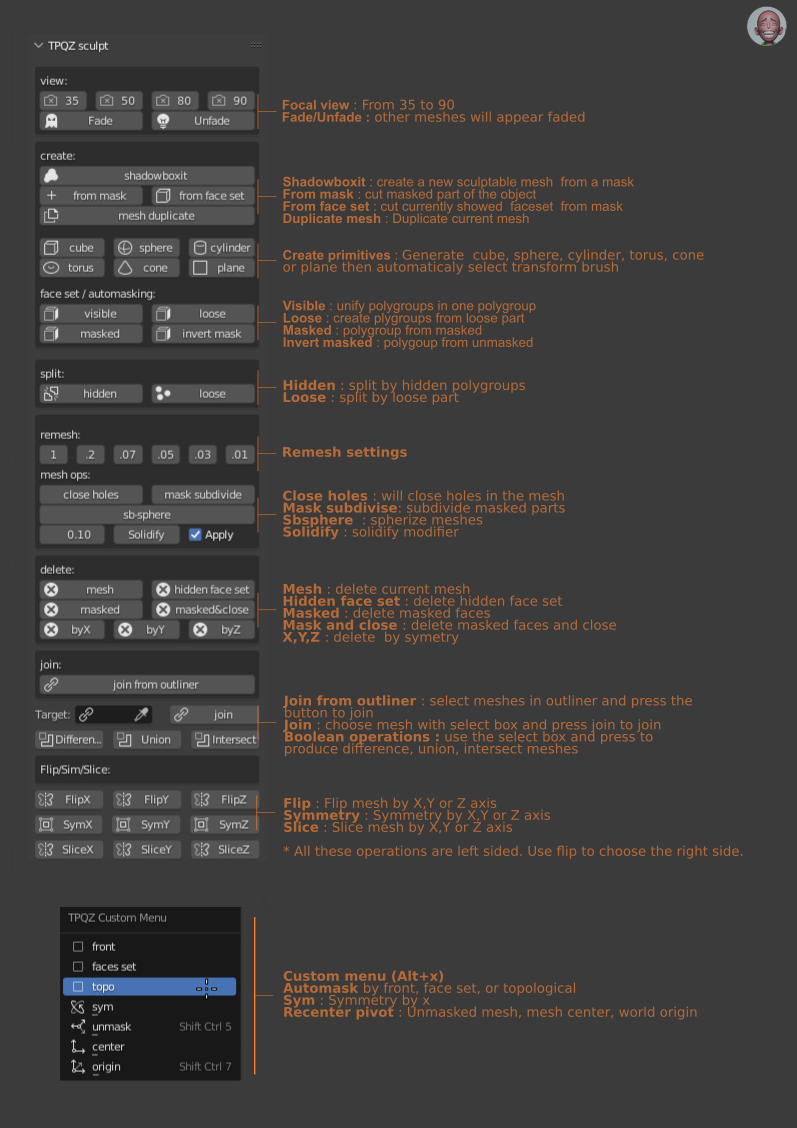 TPQZ sculpt
view:
35 50 80 90
Fade Unfade
Focal view : From 35 to 90
Fade/Unfade : other meshes will appear faded
create:
shadowboxit
from mask from face set
mesh duplicate
Shadowboxit : create a new sculptable mesh from a mask
From mask : cut masked part of the object
From face set : cut currently showed faceset from mask
Duplicate mesh : Duplicate current mesh
cube sphere cylinder
torus cone plane
Create primitives : Generate cube, sphere, cylinder, torus, cone
or plane then automaticaly select transform brush
face set / automasking:
visible loose
masked invert mask
Visible : unify polygroups in one polygroup
Loose : create plygroups from loose part
Masked : polygroup from masked
Invert masked : polygoup from unmasked
split:
hidden loose
Hidden : split by hidden polygroups
Loose : split by loose part
remesh:
1 .2 .07 .05 .03 .01
Remesh settings
mesh ops:
close holes mask subdivide
sb-sphere
0.10 Solidify Apply
Close holes : will close holes in the mesh
Mask subdivise: subdivide masked parts
Sbsphere : spherize meshes
Solidify : solidify modifier
delete:
mesh hidden face set
masked masked&close
byX byY byZ
Mesh : delete current mesh
Hidden face set : delete hidden face set
Masked : delete masked faces
Mask and close : delete masked faces and close
X,Y,Z : delete by symetry
join:
join from outliner
Target: join
Differen... Union Intersect
Join from outliner : select meshes in outliner and press the
button to join
Join : choose mesh with select box and press join to join
Boolean operations : use the select box and press to
produce difference, union, intersect meshes
Flip/Sim/Slice:
FlipX FlipY FlipZ
SymX SymY SymZ
SliceX SliceY SliceZ
Flip : Flip mesh by X,Y or Z axis
Symmetry : Symmetry by X,Y or Z axis
Slice : Slice mesh by X,Y or Z axis
* All these operations are left sided. Use flip to choose the right side.
TPQZ Custom Menu
front
faces set
topo
sym
unmask Shift Ctrl 5
center
origin Shift Ctrl 7
Custom menu (Alt+x)
Automask by front, face set, or topological
Sym : Symmetry by x
Recenter pivot : Unmasked mesh, mesh center, world origin